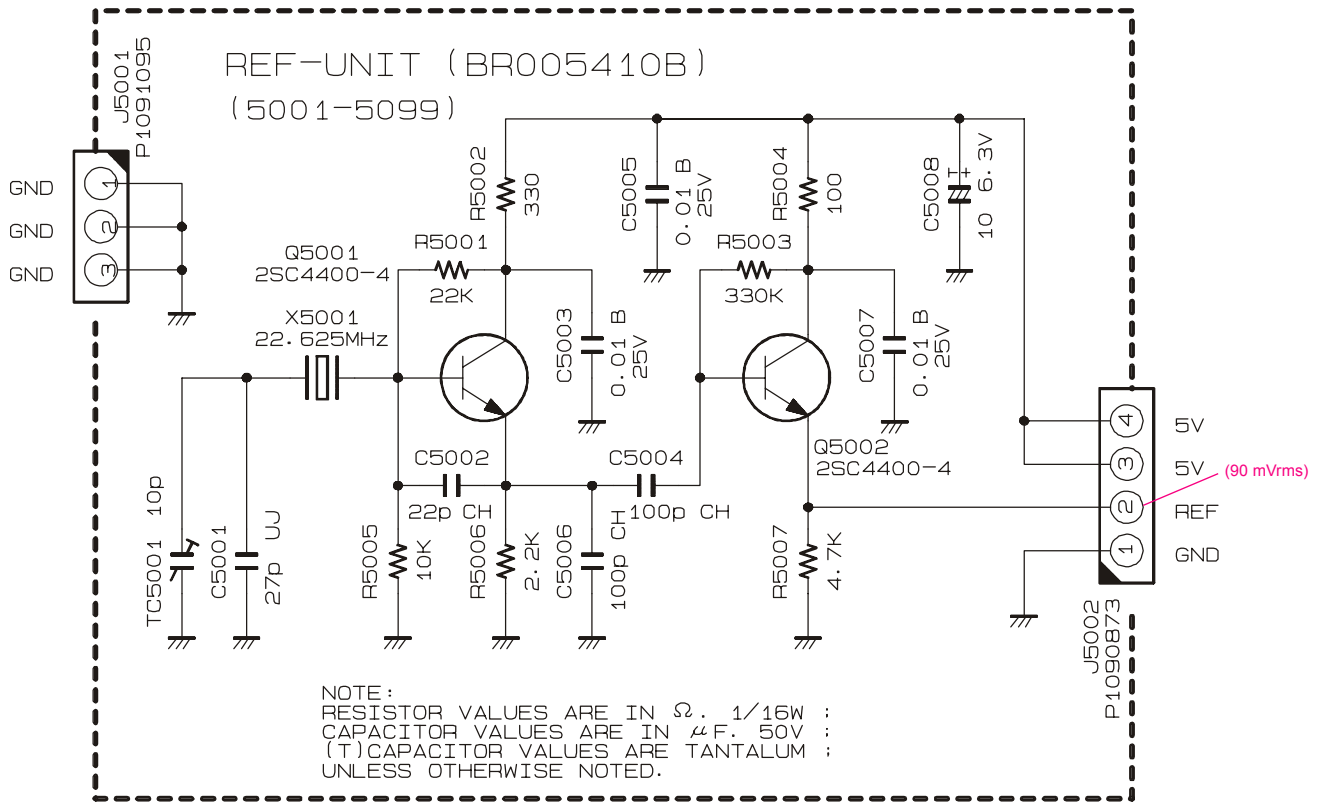 REF-UNIT (BR005410B)
(5001-5099)
J5001
P1091095
GND
GND
GND
1
2
3
R5002
330
C5005
0.01 B
25V
R5004
100
C5008
T
+
10 6.3V
Q5001
2SC4400-4
R5001
22K
R5003
330K
X5001
22.625MHz
C5003
0.01 B
25V
C5007
0.01 B
25V
Q5002
2SC4400-4
C5002
22p CH
C5004
100p CH
TC5001 10p
C5001
27p UJ
R5005
10K
R5006
2.2K
C5006
100p CH
R5007
4.7K
4
3
2
1
5V
5V
REF
GND
(90 mVrms)
J5002
P1090873
NOTE:
RESISTOR VALUES ARE IN Ω. 1/16W ;
CAPACITOR VALUES ARE IN μF. 50V ;
(T)CAPACITOR VALUES ARE TANTALUM ;
UNLESS OTHERWISE NOTED.